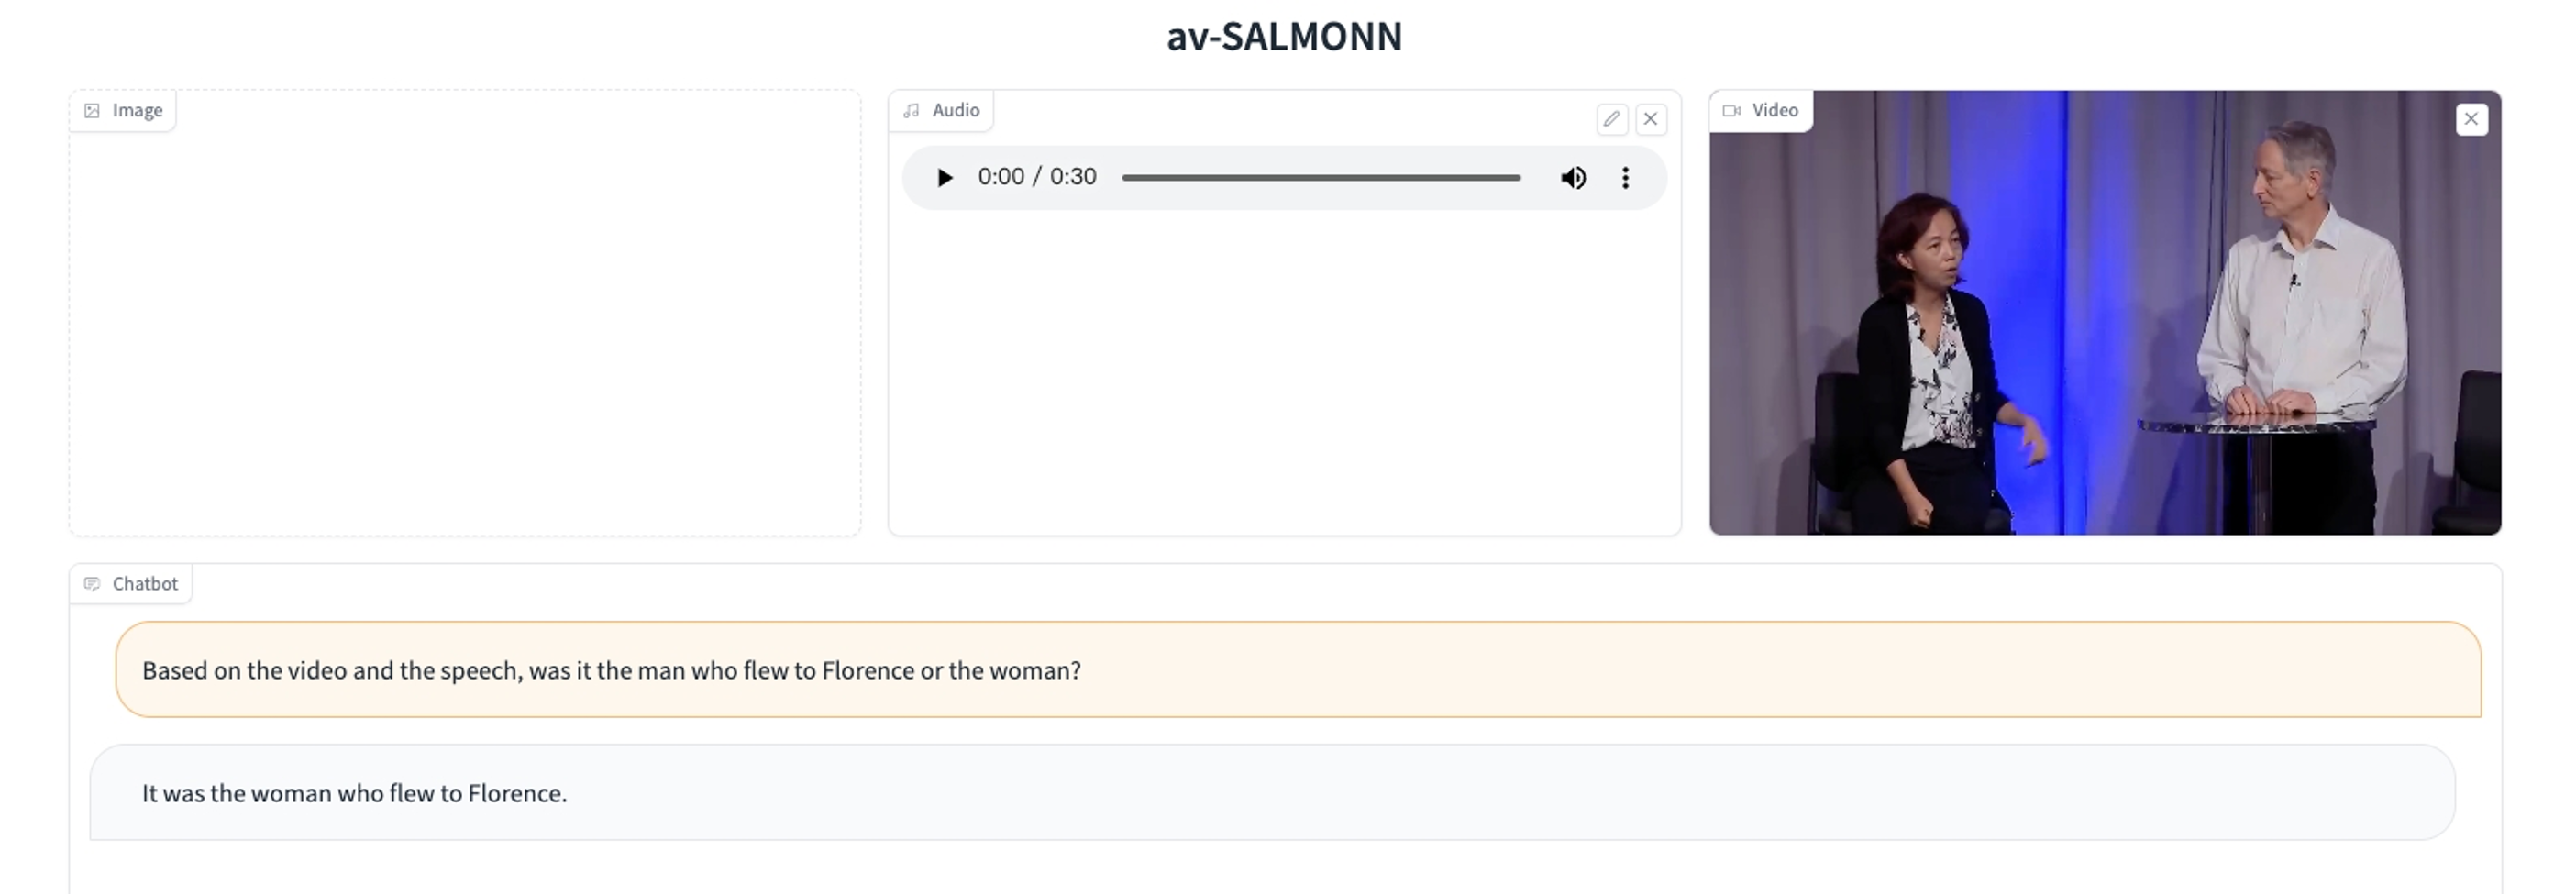 av-SALMONN
Image
Audio
Video
0:00 / 0:30
Chatbot
Based on the video and the speech, was it the man who flew to Florence or the woman?
It was the woman who flew to Florence.